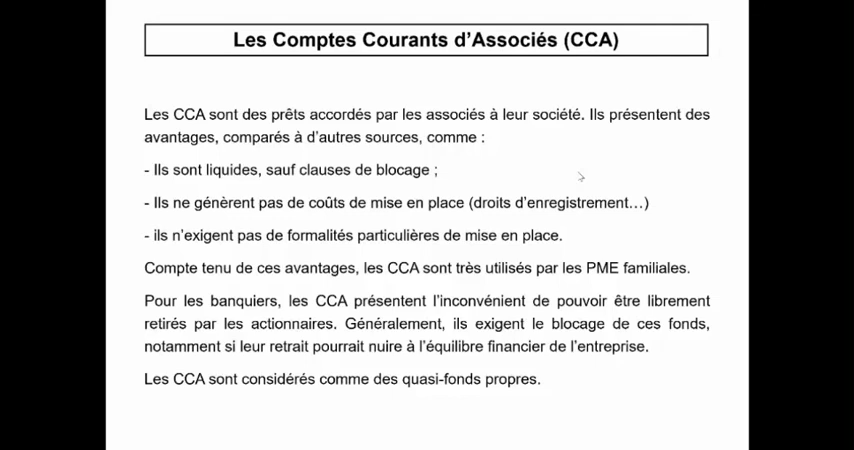 Les Comptes Courants d’Associés (CCA)
Les CCA sont des prêts accordés par les associés à leur société. Ils présentent des
avantages, comparés à d’autres sources, comme :
- Ils sont liquides, sauf clauses de blocage ;
- Ils ne génèrent pas de coûts de mise en place (droits d’enregistrement…)
- ils n’exigent pas de formalités particulières de mise en place.
Compte tenu de ces avantages, les CCA sont très utilisés par les PME familiales.
Pour les banquiers, les CCA présentent l’inconvénient de pouvoir être librement
retirés par les actionnaires. Généralement, ils exigent le blocage de ces fonds,
notamment si leur retrait pourrait nuire à l’équilibre financier de l’entreprise.
Les CCA sont considérés comme des quasi-fonds propres.